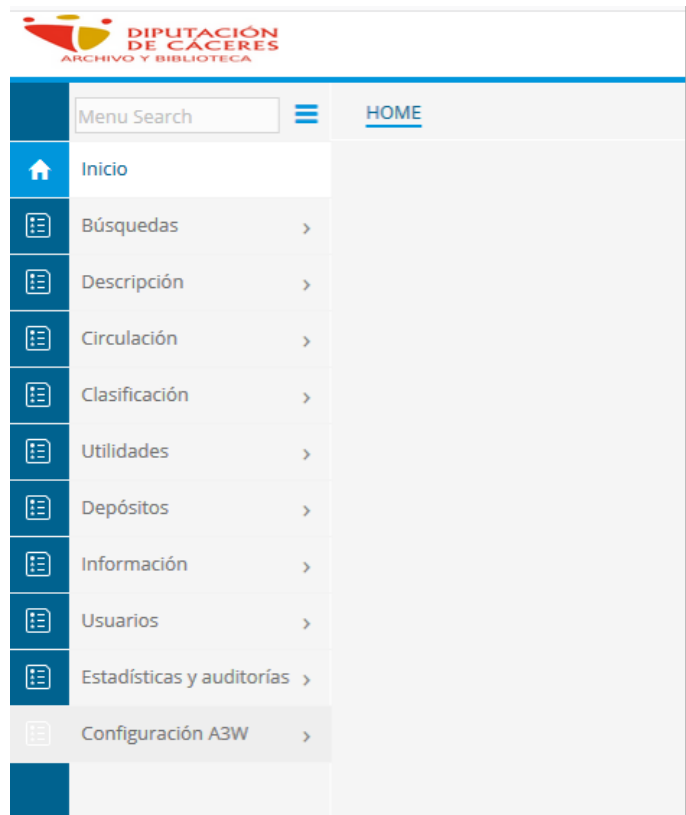 DIPUTACIÓN
DE CÁCERES
ARCHIVO Y BIBLIOTECA
Menu Search
HOME
Inicio
Búsquedas
Descripción
Circulación
Clasificación
Utilidades
Depósitos
Información
Usuarios
Estadísticas y auditorías
Configuración A3W